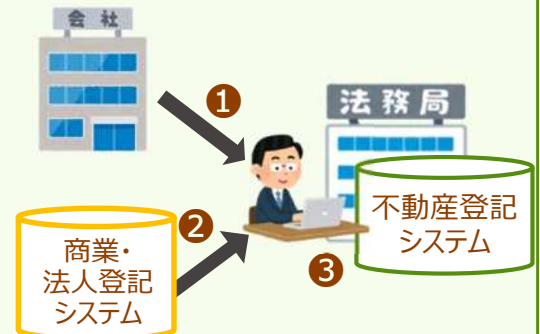 会社
❶
法務局
不動産登記
システム
❷
商業・
法人登記
システム
❸